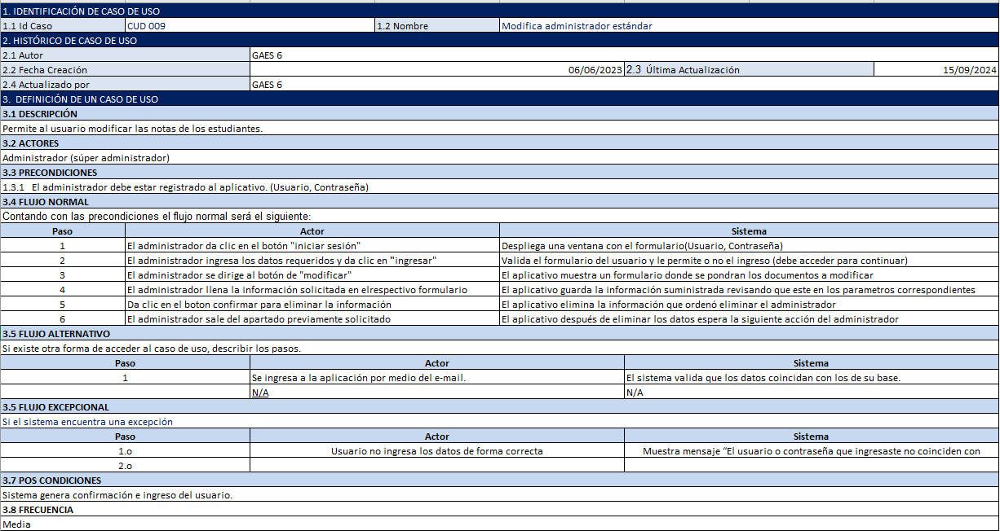 1. IDENTIFICACIÓN DE CASO DE USO
1.1 Id Caso CUD 009 1.2 Nombre Modifica administrador estándar
2. HISTÓRICO DE CASO DE USO
2.1 Autor GAES 6
2.2 Fecha Creación 06/06/2023 2.3 Última Actualización 15/09/2024
2.4 Actualizado por GAES 6
3. DEFINICIÓN DE UN CASO DE USO
3.1 DESCRIPCIÓN
Permite al usuario modificar las notas de los estudiantes.
3.2 ACTORES
Administrador (súper administrador)
3.3 PRECONDICIONES
1.3.1 El administrador debe estar registrado al aplicativo. (Usuario, Contraseña)
3.4 FLUJO NORMAL
Contando con las precondiciones el flujo normal será el siguiente:
Paso Actor Sistema
1 El administrador da clic en el botón "iniciar sesión" Despliega una ventana con el formulario(Usuario, Contraseña)
2 El administrador ingresa los datos requeridos y da clic en "ingresar" Valida el formulario del usuario y le permite o no el ingreso (debe acceder para continuar)
3 El administrador se dirige al botón de "modificar" El aplicativo muestra un formulario donde se pondran los documentos a modificar
4 El administrador llena la información solicitada en elrespectivo formulario El aplicativo guarda la información suministrada revisando que este en los parametros correspondientes
5 Da clic en el boton confirmar para eliminar la información El aplicativo elimina la información que ordenó eliminar el administrador
6 El administrador sale del apartado previamente solicitado El aplicativo después de eliminar los datos espera la siguiente acción del administrador
3.5 FLUJO ALTERNATIVO
Si existe otra forma de acceder al caso de uso, describir los pasos.
Paso Actor Sistema
1 Se ingresa a la aplicación por medio del e-mail. El sistema valida que los datos coincidan con los de su base.
N/A N/A
3.5 FLUJO EXCEPCIONAL
Si el sistema encuentra una excepción
Paso Actor Sistema
1.o Usuario no ingresa los datos de forma correcta Muestra mensaje “El usuario o contraseña que ingresaste no coinciden con
2.o
3.7 POS CONDICIONES
Sistema genera confirmación e ingreso del usuario.
3.8 FRECUENCIA
Media